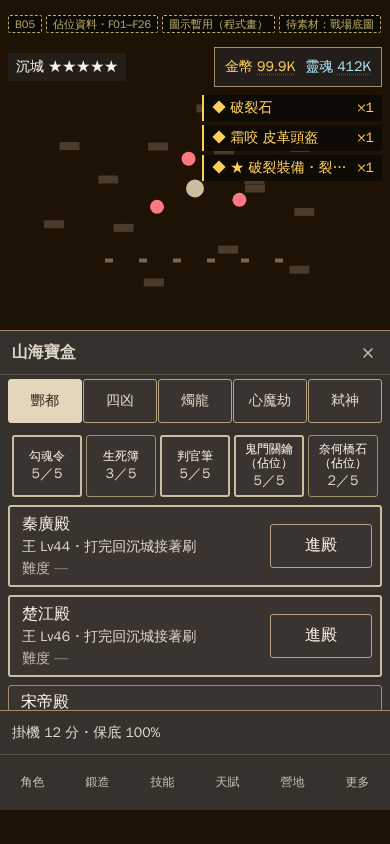 B05 佔位資料・F01–F26 圖示暫用（程式畫） 待素材：戰場底圖
沉城 ★★★★★
金幣 99.9K 靈魂 412K
◆ 破裂石 ×1
◆ 霜咬 皮革頭盔 ×1
◆ ★ 破裂裝備・裂… ×1
山海寶盒 ×
酆都 四凶 燭龍 心魔劫 弒神
勾魂令 5／5
生死簿 3／5
判官筆 5／5
鬼門關鑰（佔位） 5／5
奈何橋石（佔位） 2／5
秦廣殿
王 Lv44・打完回沉城接著刷
難度 —
進殿
楚江殿
王 Lv46・打完回沉城接著刷
難度 —
進殿
宋帝殿
掛機 12 分・保底 100%
角色 鍛造 技能 天賦 營地 更多